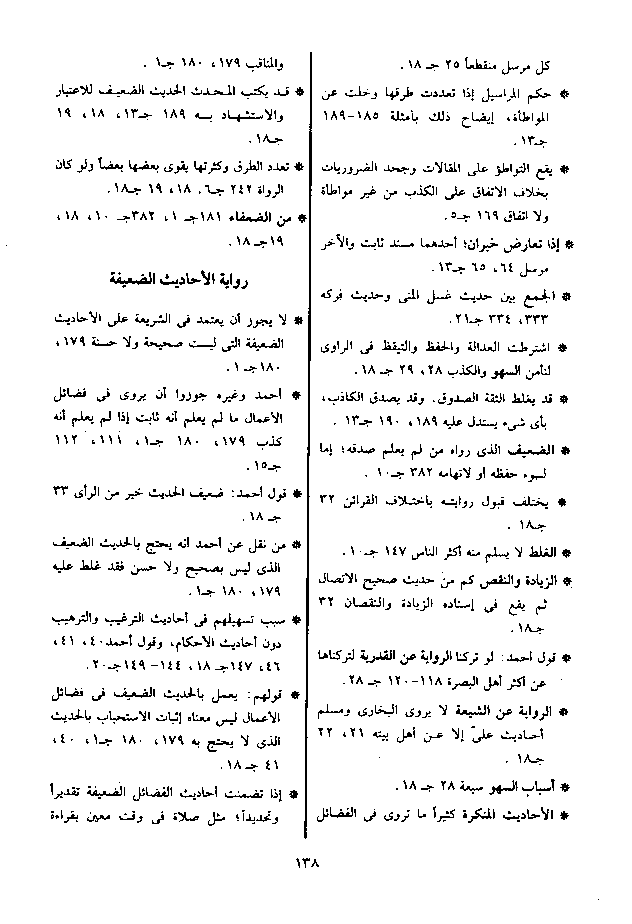 كل مرسل منقطعاً ٢٥ جـ ١٨.
* حكم المراسيل إذا تعددت طرقها وخلت عن
المواطأة، إيضاح ذلك بأمثلة ١٨٥-١٨٩
جـ١٣.
* يقع التواطؤ على المقالات وجحد الضروريات
بخلاف الاتفاق على الكذب من غير مواطأة
ولا اتفاق ١٦٩ جـ٥.
* إذا تعارض خبران؛ أحدهما مسند ثابت والآخر
مرسل ٦٤، ٦٥ جـ١٣.
* الجمع بين حديث غسل المنى وحديث فركه
٣٣٣، ٣٣٤ جـ٢١.
* اشترطت العدالة والحفظ والتيقظ فى الراوى
لنأمن السهو والكذب ٢٨، ٢٩ جـ ١٨.
* قد يغلط الثقة الصدوق. وقد يصدق الكاذب،
بأى شىء يستدل عليه ١٨٩، ١٩٠ جـ١٣ .
* الضعيف الذى رواه من لم يعلم صدقه؛ إما
لسوء حفظه أو لاتهامه ٣٨٢ جـ١٠ .
* يختلف قبول روايته باختلاف القرائن ٣٢
جـ١٨ .
* الغلط لا يسلم منه أكثر الناس ١٤٧ جـ١٠.
* الزيادة والنقص كم من حديث صحيح الاتصال
ثم يقع فى إسناده الزيادة والنقصان ٣٢
جـ١٨.
* قول أحمد: لو تركنا الرواية عن القدرية لتركناها
عن أكثر أهل البصرة ١١٨-١٢٠ جـ ٢٨.
* الرواية عن الشيعة لا يروى البخارى ومسلم
أحاديث علىّ إلا عن أهل بيته ٢١، ٢٢
جـ١٨ .
* أسباب السهو سبعة ٢٨ جـ ١٨.
* الأحاديث المنكرة كثيراً ما تروى فى الفضائل
والمناقب ١٧٩، ١٨٠ جـ١ .
* قد يكتب المحدث الحديث الضعيف للاعتبار
والاستشهاد به ١٨٩ جـ١٣، ١٨، ١٩
جـ١٨.
* تعدد الطرق وكثرتها يقوى بعضها بعضاً ولو كان
الرواة ٢٤٢ جـ٦، ١٨، ١٩ جـ١٨.
* من الضعفاء ١٨١جـ ١، ٣٨٢جـ ١٠، ١٨،
١٩جـ ١٨.
رواية الأحاديث الضعيفة
* لا يجوز أن يعتمد فى الشريعة على الأحاديث
الضعيفة التى ليست صحيحة ولا حسنة ١٧٩،
١٨٠جـ ١.
* أحمد وغيره جوزوا أن يروى فى فضائل
الأعمال ما لم يعلم أنه ثابت إذا لم يعلم أنه
كذب ١٧٩، ١٨٠ جـ١، ١١١، ١١٢
جـ١٥.
* قول أحمد: ضعيف الحديث خير من الرأى ٣٣
جـ ١٨.
* من نقل عن أحمد أنه يحتج بالحديث الضعيف
الذى ليس بصحيح ولا حسن فقد غلط عليه
١٧٩، ١٨٠ جـ١.
* سبب تسهيلهم فى أحاديث الترغيب والترهيب
دون أحاديث الأحكام، وقول أحمد٤٠، ٤١،
٤٦، ١٤٧جـ ١٨، ١٤٤-١٤٩جـ٢٠.
* قولهم: يعمل بالحديث الضعيف فى فضائل
الأعمال ليس معناه إثبات الاستحباب بالحديث
الذى لا يحتج به ١٧٩، ١٨٠ جـ١، ٤٠،
٤١ جـ ١٨.
* إذا تضمنت أحاديث الفضائل الضعيفة تقديراً
وتحديداً؛ مثل صلاة فى وقت معين بقراءة
١٣٨